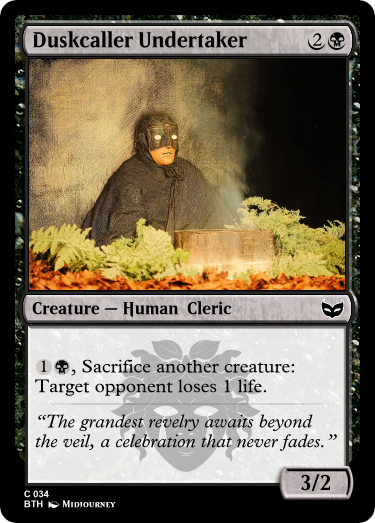 Duskcaller Undertaker 2
Creature — Human Cleric
1, Sacrifice another creature:
Target opponent loses 1 life.
“The grandest revelry awaits beyond
the veil, a celebration that never fades.”
3/2
C 034
BTH Midjourney